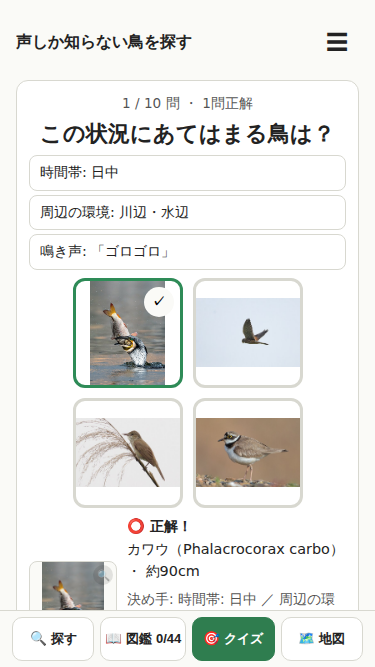 声しか知らない鳥を探す
☰
1 / 10 問 ・ 1問正解
この状況にあてはまる鳥は？
時間帯: 日中
周辺の環境: 川辺・水辺
鳴き声: 「ゴロゴロ」
✓
⭕ 正解！
カワウ（Phalacrocorax carbo）
・ 約90cm
決め手: 時間帯: 日中 ／ 周辺の環
🔍 探す
📖 図鑑 0/44
🎯 クイズ
🗺️ 地図